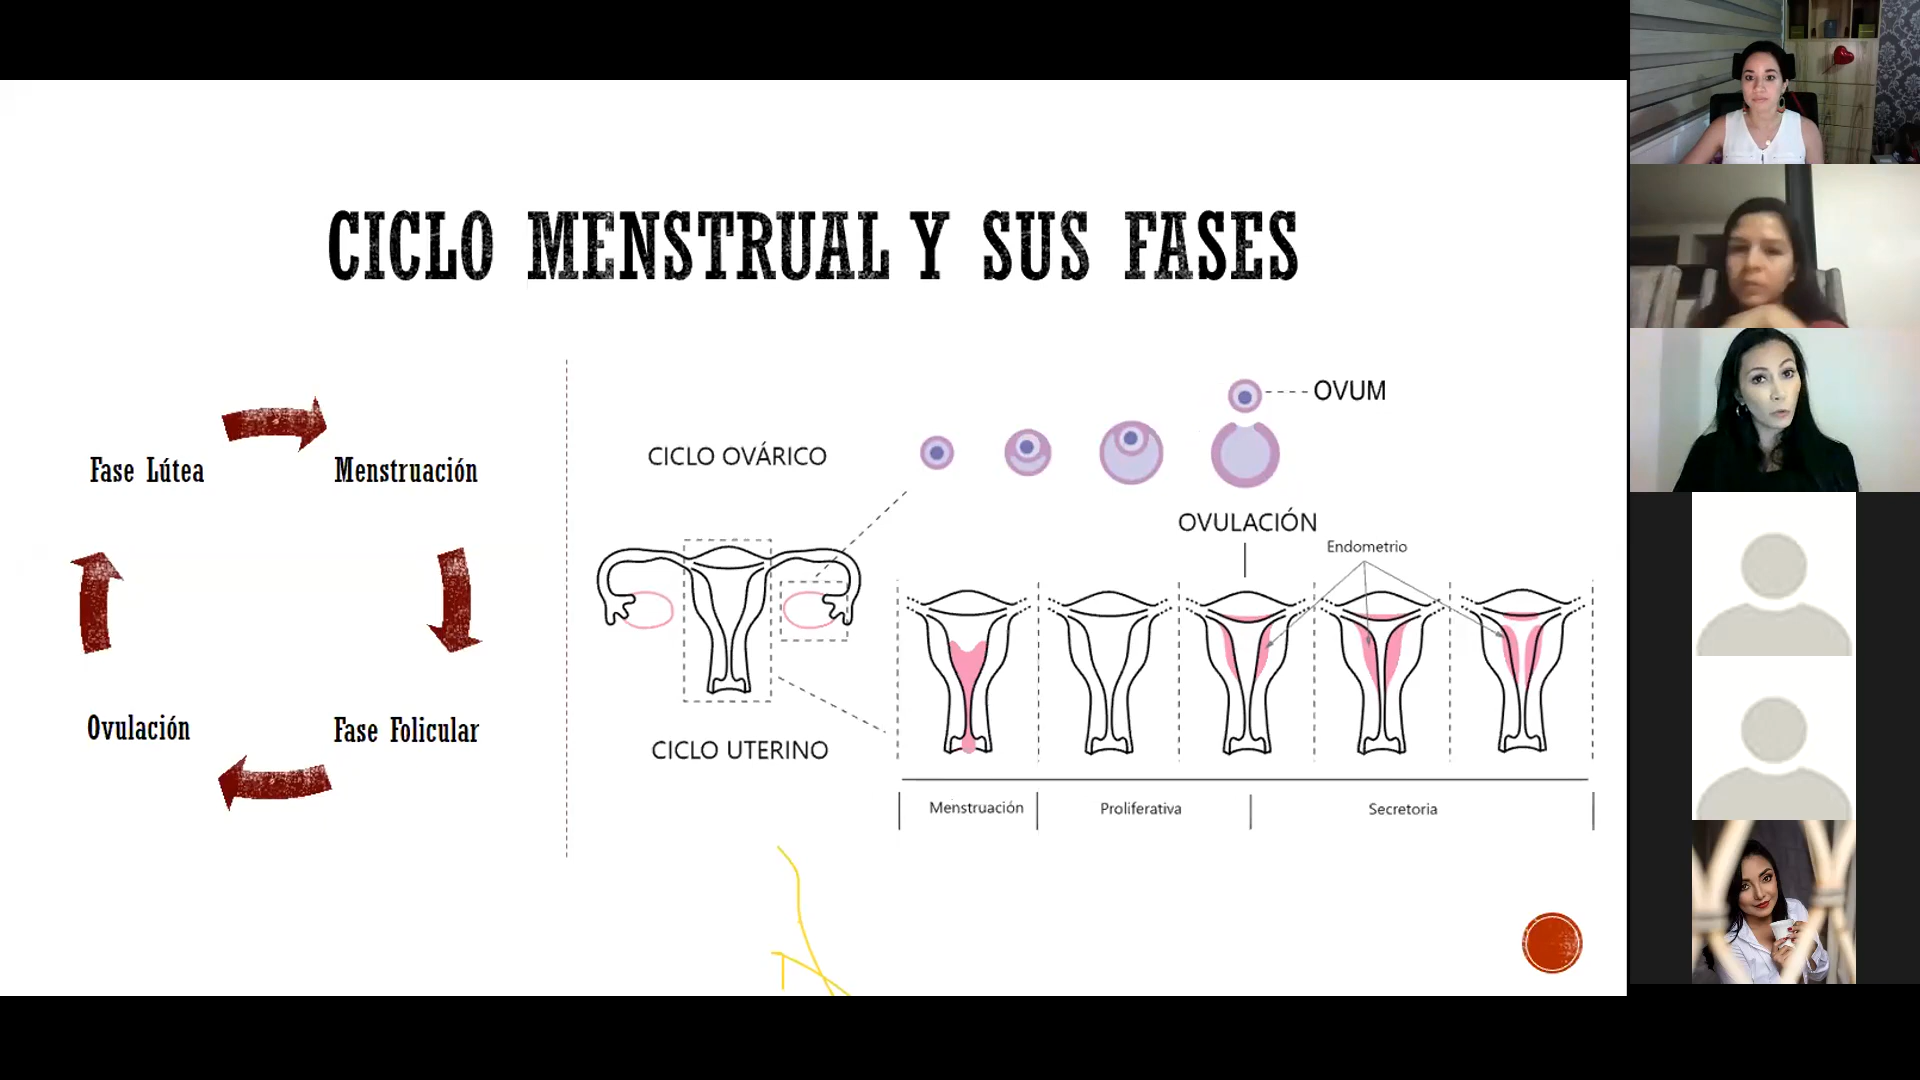 CICLO MENSTRUAL Y SUS FASES
Fase Lútea
Menstruación
Ovulación
Fase Folicular
CICLO OVÁRICO
OVUM
OVULACIÓN
Endometrio
CICLO UTERINO
Menstruación
Proliferativa
Secretoria